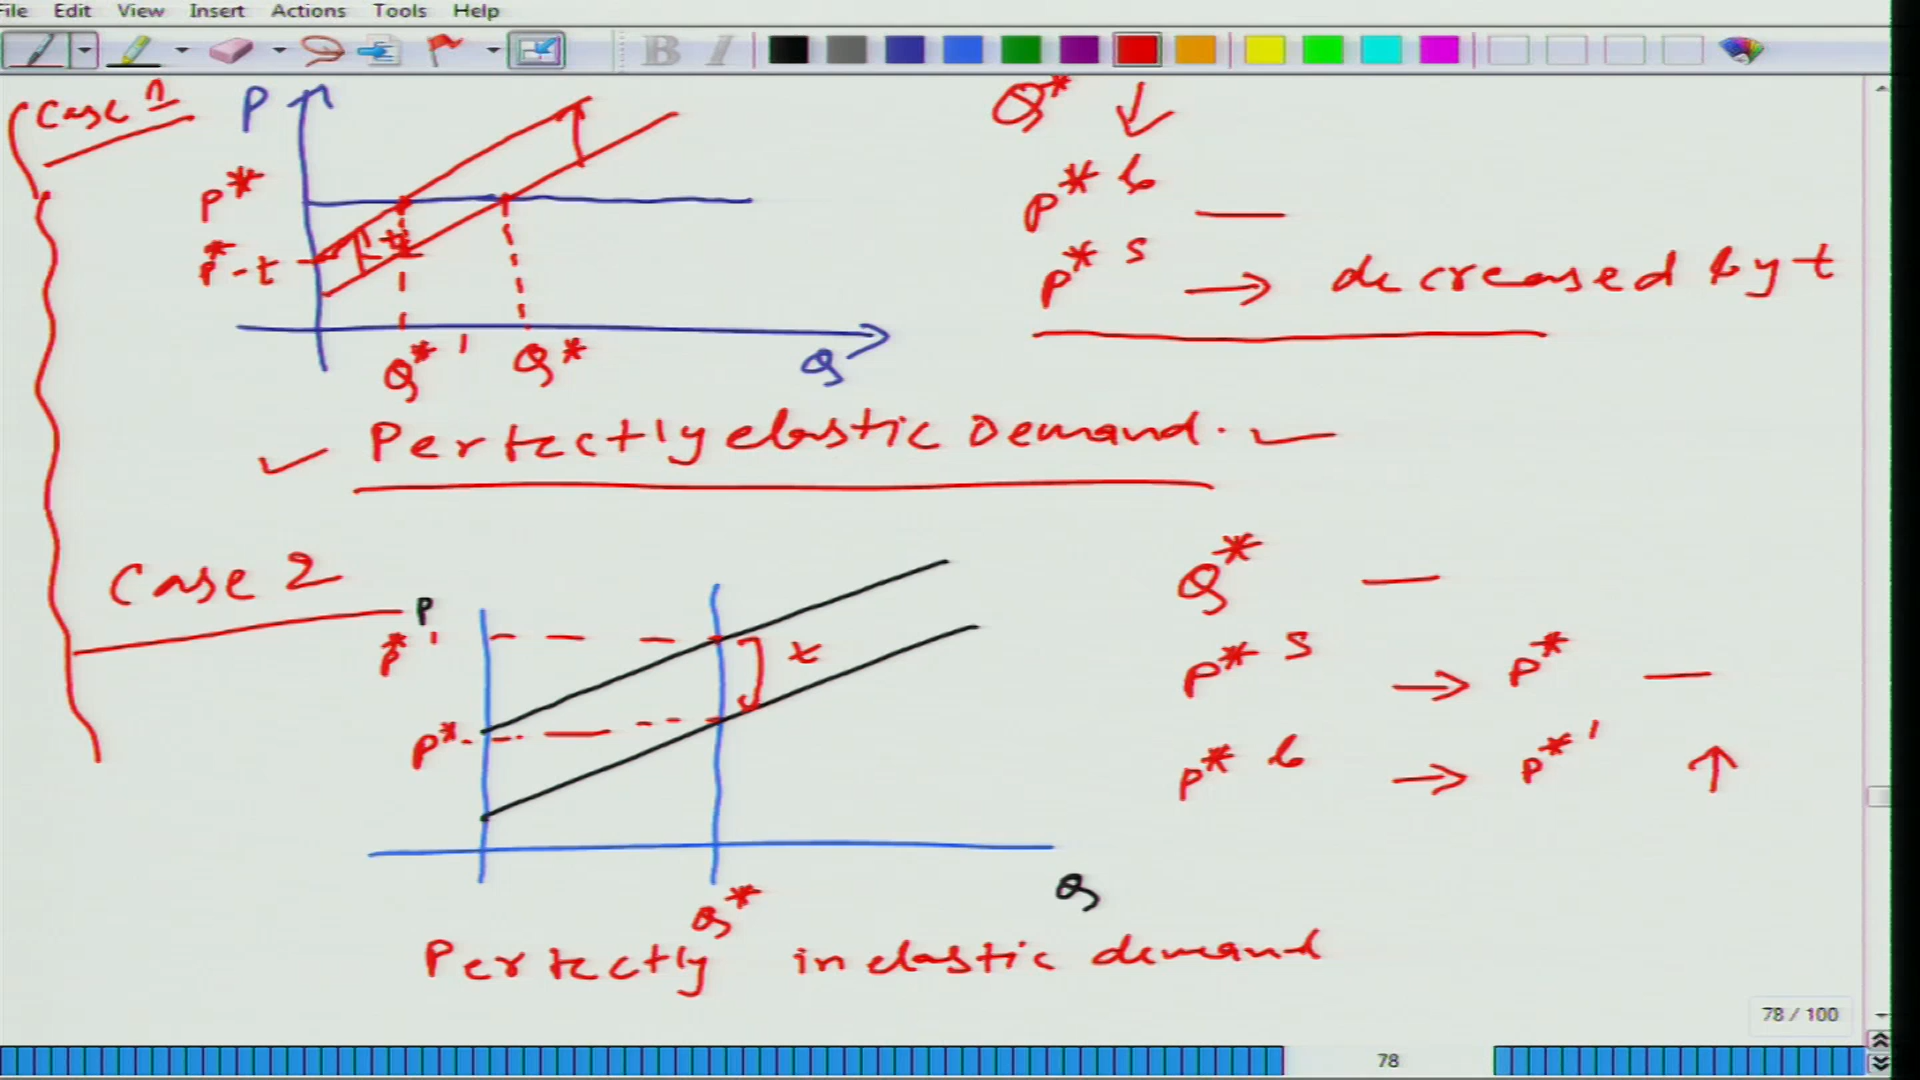 File Edit View Insert Actions Tools Help
B I
Case 1
P
P*
P*-t
t
Q*'
Q*
Q
Q* ↓
P*b —
P*s → decreased by t
✓ Perfectly elastic Demand. ✓
Case 2
P
P*'
P*
t
Q*
Q
Q* —
P*s → P* —
P*b → P*' ↑
Perfectly inelastic demand
78 / 100
78